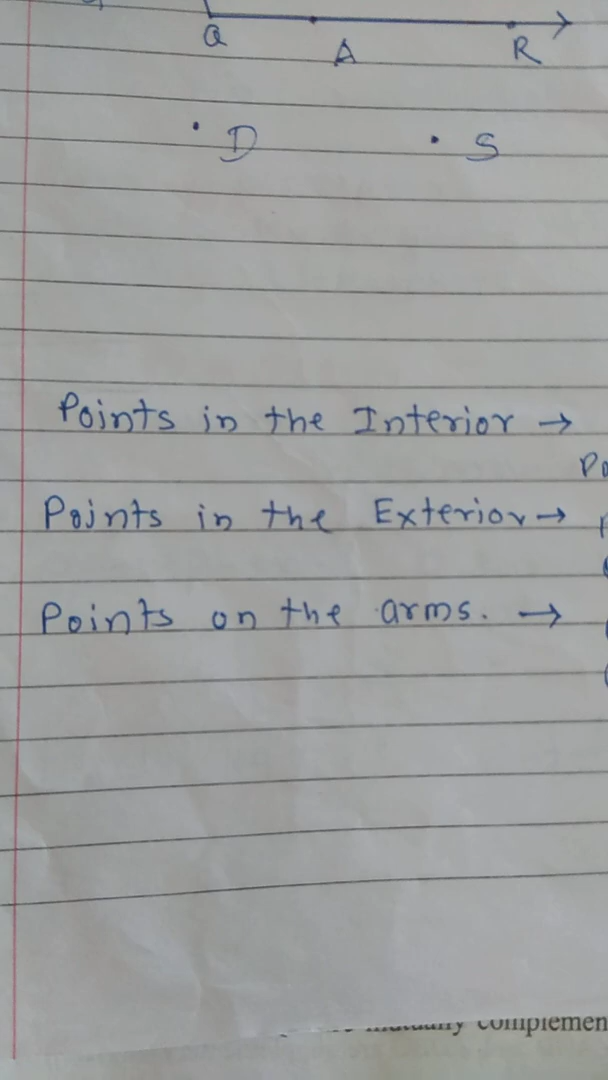 Q A R
D S
Points in the Interior →
Points in the Exterior →
Points on the arms. →